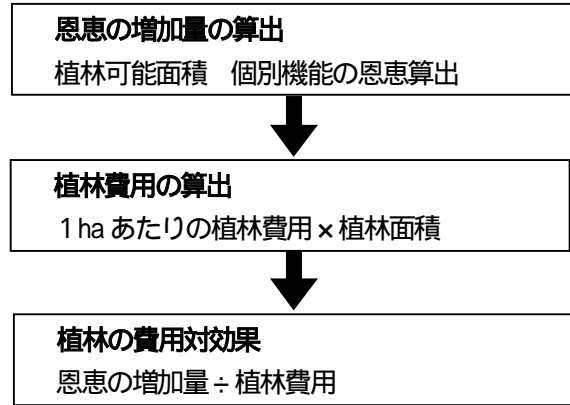 恩恵の増加量の算出
植林可能面積　個別機能の恩恵算出
植林費用の算出
1ha あたりの植林費用×植林面積
植林の費用対効果
恩恵の増加量÷植林費用